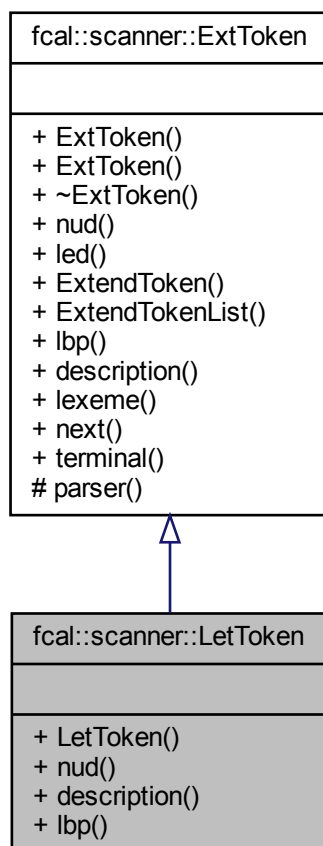 fcal::scanner::ExtToken
+ ExtToken()
+ ExtToken()
+ ~ExtToken()
+ nud()
+ led()
+ ExtendToken()
+ ExtendTokenList()
+ lbp()
+ description()
+ lexeme()
+ next()
+ terminal()
# parser()
fcal::scanner::LetToken
+ LetToken()
+ nud()
+ description()
+ lbp()